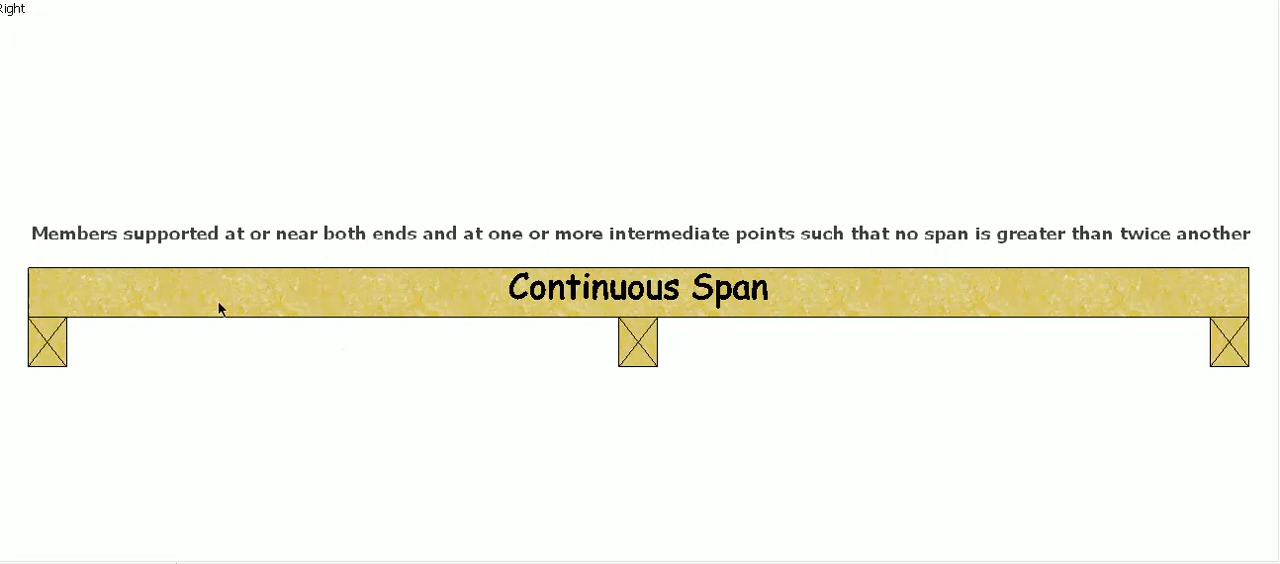 Right
Members supported at or near both ends and at one or more intermediate points such that no span is greater than twice another
Continuous Span